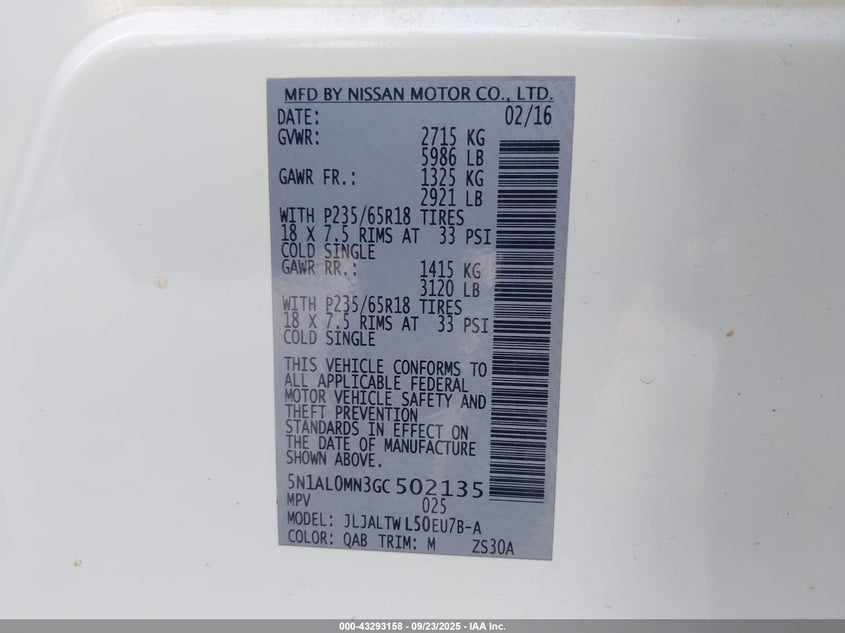 MFD BY NISSAN MOTOR CO., LTD.
DATE: 02/16
GVWR: 2715 KG
5986 LB
GAWR FR.: 1325 KG
2921 LB
WITH P235/65R18 TIRES
18 X 7.5 RIMS AT 33 PSI
COLD SINGLE
GAWR RR.: 1415 KG
3120 LB
WITH P235/65R18 TIRES
18 X 7.5 RIMS AT 33 PSI
COLD SINGLE
THIS VEHICLE CONFORMS TO
ALL APPLICABLE FEDERAL
MOTOR VEHICLE SAFETY AND
THEFT PREVENTION
STANDARDS IN EFFECT ON
THE DATE OF MANUFACTURE
SHOWN ABOVE.
5N1AL0MN3GC502135
MPV 025
MODEL: JLJALTWL50EU7B-A
COLOR: QAB TRIM: M ZS30A
000-43293158 - 09/23/2025 - IAA Inc.